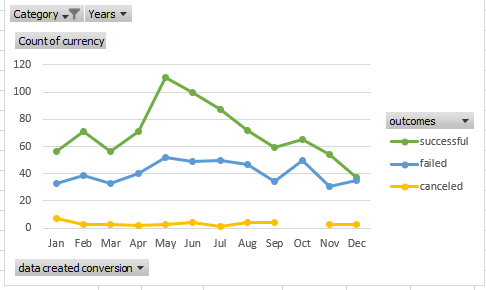 Category Years
Count of currency
120
100
80
60
40
20
0
Jan Feb Mar Apr May Jun Jul Aug Sep Oct Nov Dec
outcomes
successful
failed
canceled
data created conversion